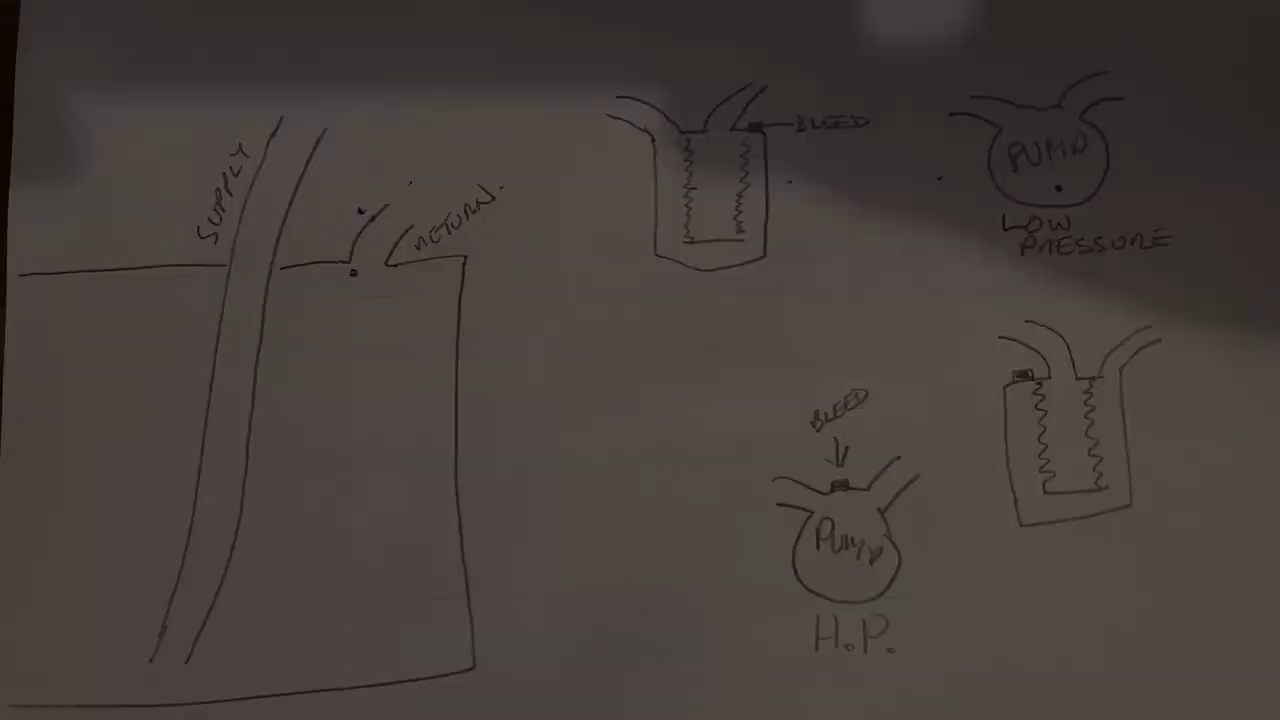 SUPPLY
RETURN.
BLEED
PUMP
LOW
PRESSURE
BLEED
PUMP
H.P.